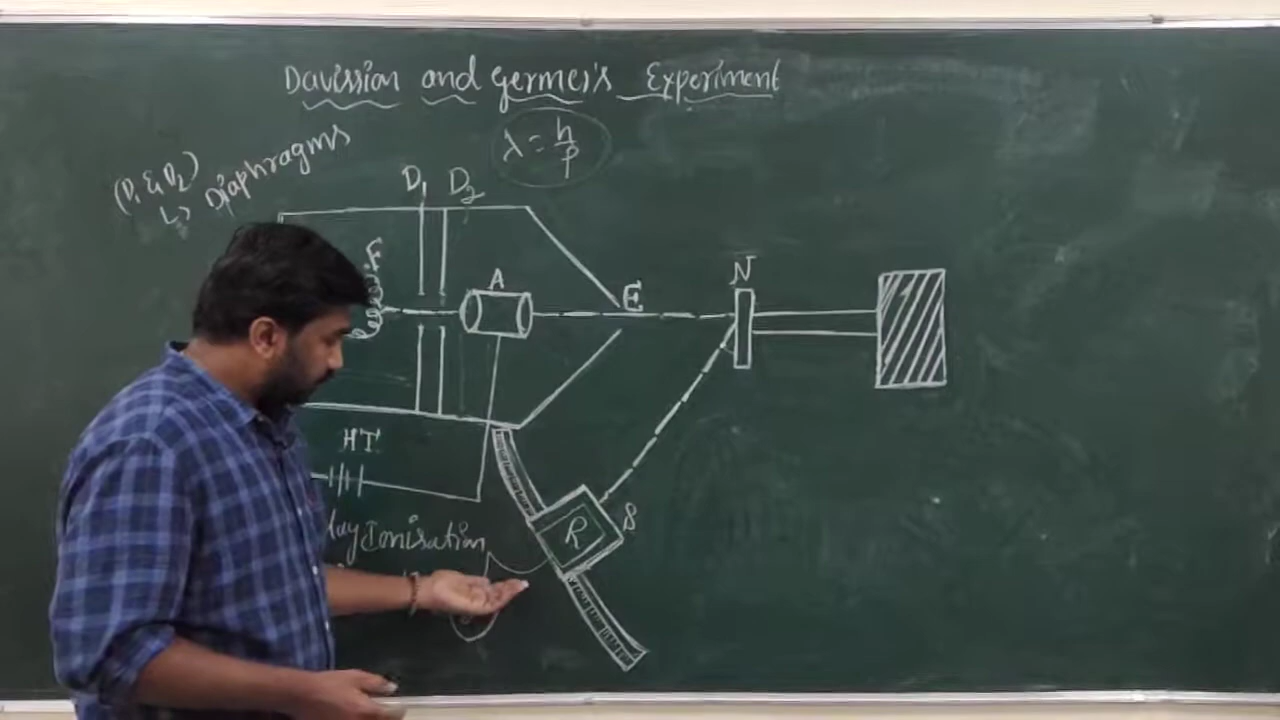 Davission and Germer's Experiment
λ = h/p
(D1 & D2)
↳ Diaphragms
D1 D2
F
A
E
N
HT
Ionisation
R
S